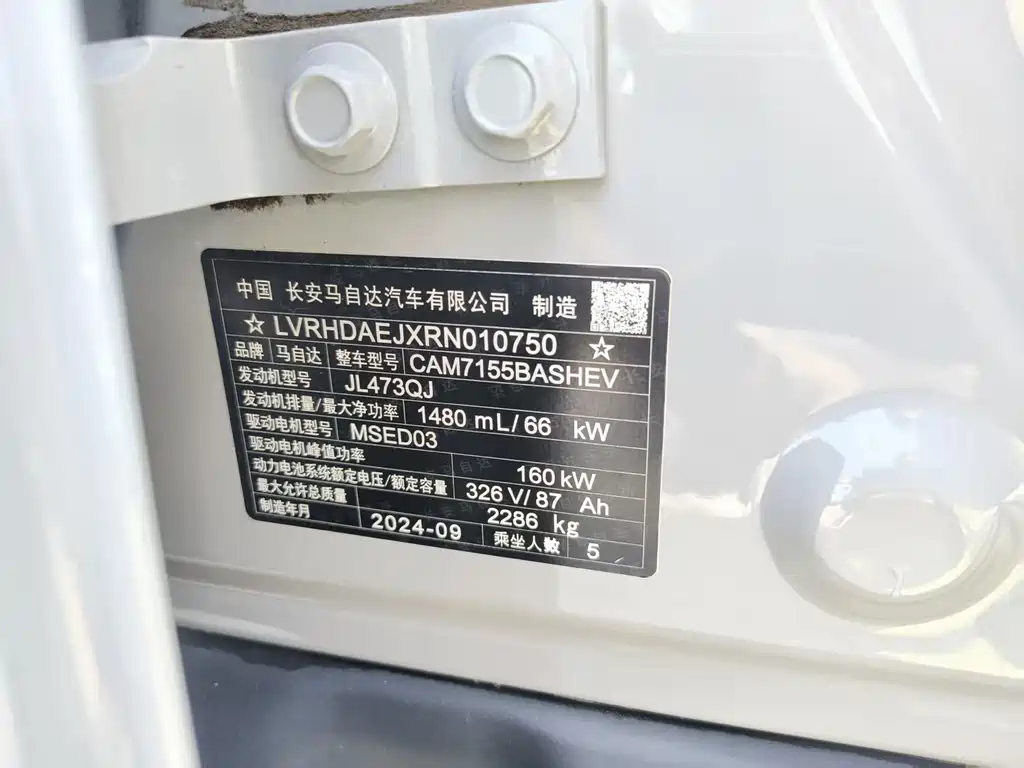 中国 长安马自达汽车有限公司 制造
☆LVRHDAEJXRN010750 ☆
品牌 马自达 整车型号 CAM7155BASHEV
发动机型号 JL473QJ
发动机排量/最大净功率 1480 mL/66 kW
驱动电机型号 MSED03
驱动电机峰值功率 160kW
动力电池系统额定电压/额定容量 326 V/87 Ah
最大允许总质量 2286 kg
制造年月 2024-09 乘坐人数 5